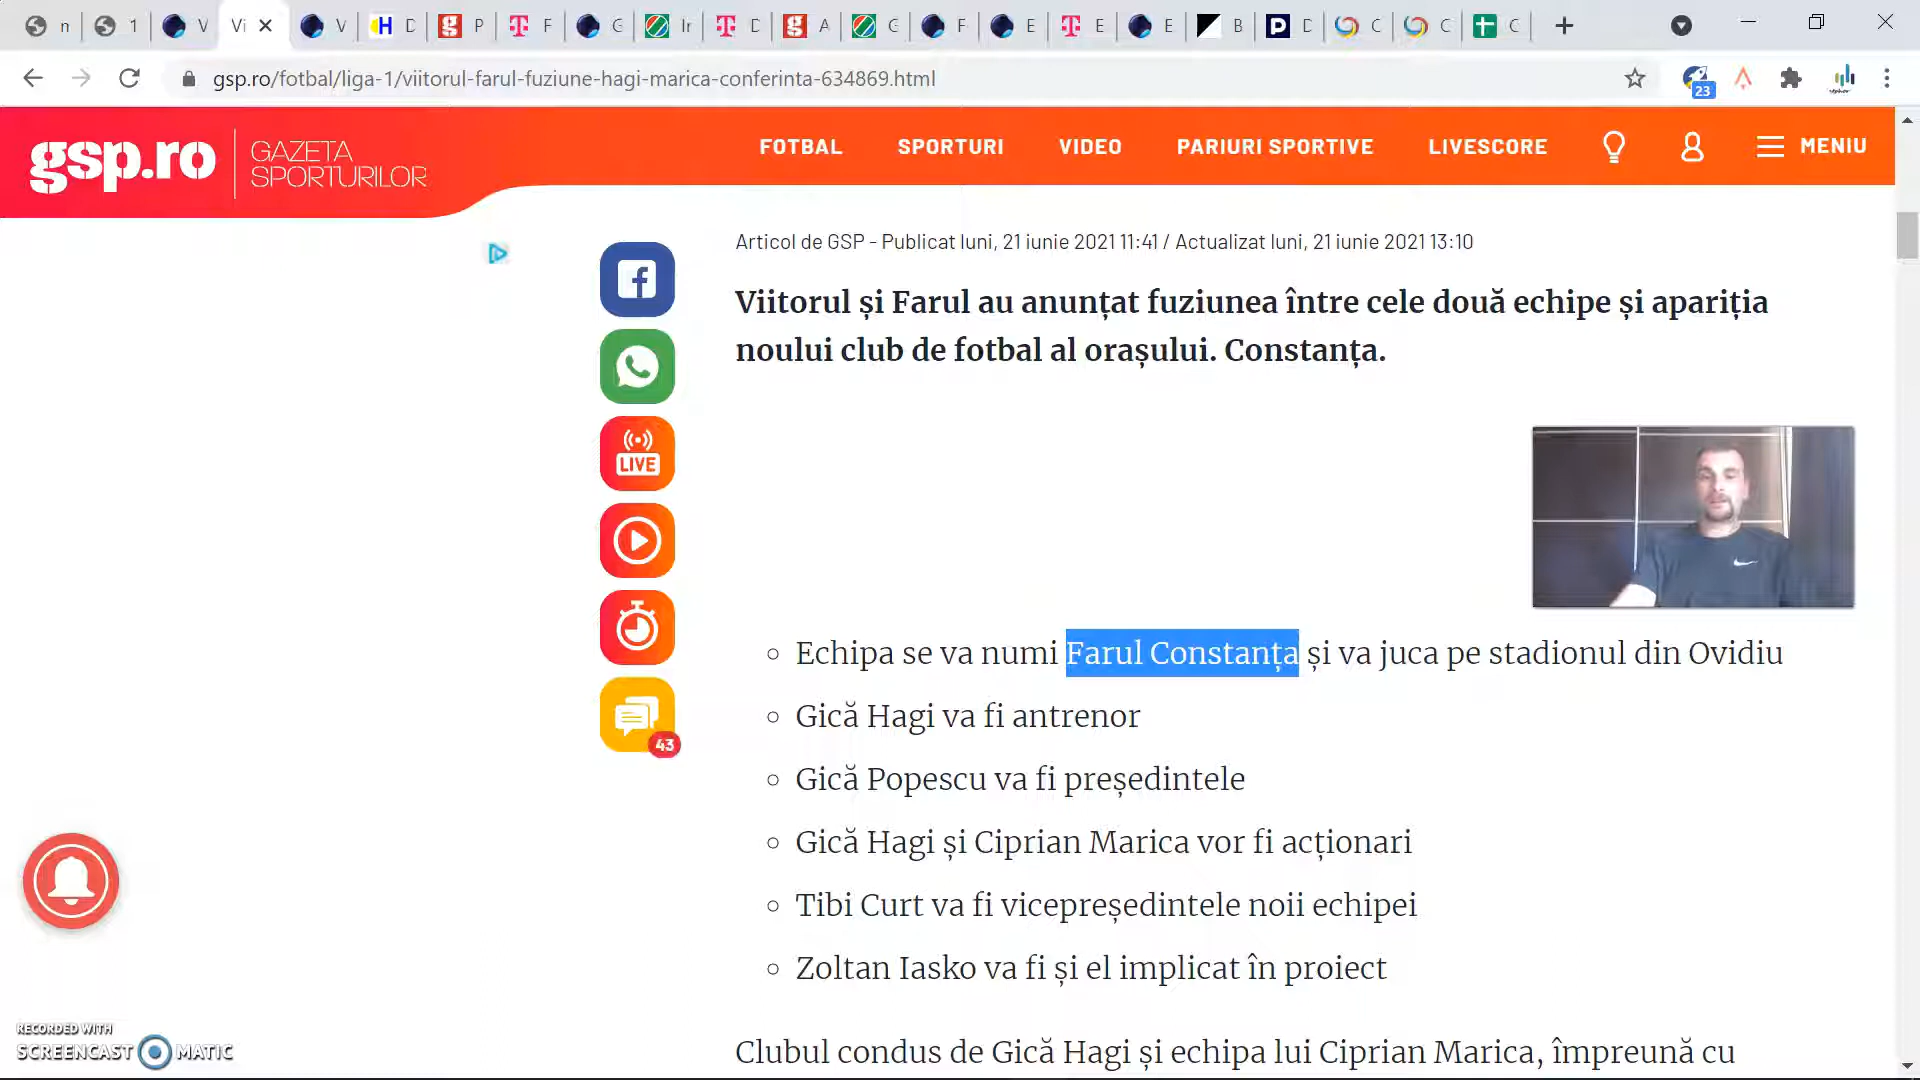 n
1
V
Vi
V
D
P
F
G
Ir
D
A
G
F
E
E
E
B
D
C
C
C
gsp.ro/fotbal/liga-1/viitorul-farul-fuziune-hagi-marica-conferinta-634869.html
23
gsp.ro
GAZETA
SPORTURILOR
FOTBAL
SPORTURI
VIDEO
PARIURI SPORTIVE
LIVESCORE
MENIU
Articol de GSP - Publicat luni, 21 iunie 2021 11:41 / Actualizat luni, 21 iunie 2021 13:10
Viitorul și Farul au anunțat fuziunea între cele două echipe și apariția
noului club de fotbal al orașului. Constanța.
LIVE
43
Echipa se va numi Farul Constanța și va juca pe stadionul din Ovidiu
Gică Hagi va fi antrenor
Gică Popescu va fi președintele
Gică Hagi și Ciprian Marica vor fi acționari
Tibi Curt va fi vicepreședintele noii echipei
Zoltan Iasko va fi și el implicat în proiect
Clubul condus de Gică Hagi și echipa lui Ciprian Marica, împreună cu
RECORDED WITH
SCREENCAST MATIC